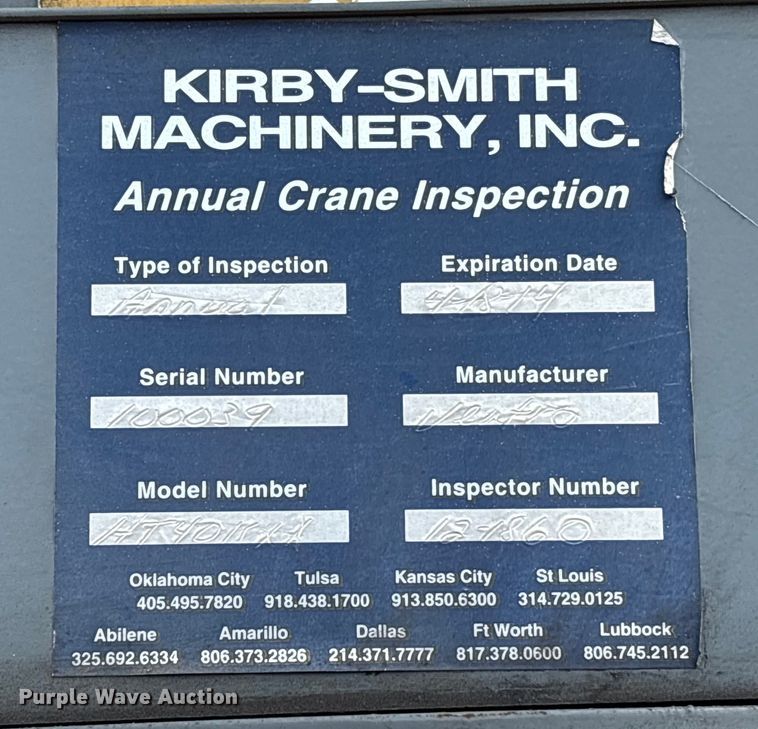 KIRBY-SMITH
MACHINERY, INC.
Annual Crane Inspection
Type of Inspection
Annual
Expiration Date
Serial Number
100039
Manufacturer
Model Number
Inspector Number
Oklahoma City Tulsa Kansas City St Louis
405.495.7820 918.438.1700 913.850.6300 314.729.0125
Abilene Amarillo Dallas Ft Worth Lubbock
325.692.6334 806.373.2826 214.371.7777 817.378.0600 806.745.2112
Purple Wave Auction